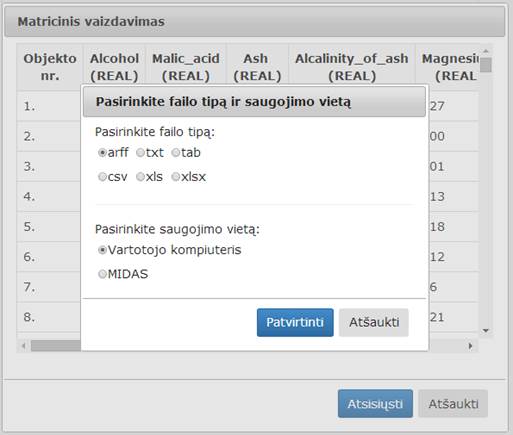 Matricinis vaizdavimas
Objekto Alcohol Malic_acid Ash Alcalinity_of_ash
nr. (REAL) (REAL) (REAL) (REAL) (REAL
Pasirinkite failo tipą ir saugojimo vietą
1. 27
Pasirinkite failo tipą:
2. 00
arff txt tab
3. 01
csv xls xlsx
4. 13
5. 18
Pasirinkite saugojimo vietą:
Vartotojo kompiuteris
6. 12
MIDAS
7. 6
8. 21
Patvirtinti Atšaukti
Atsisiųsti Atšaukti